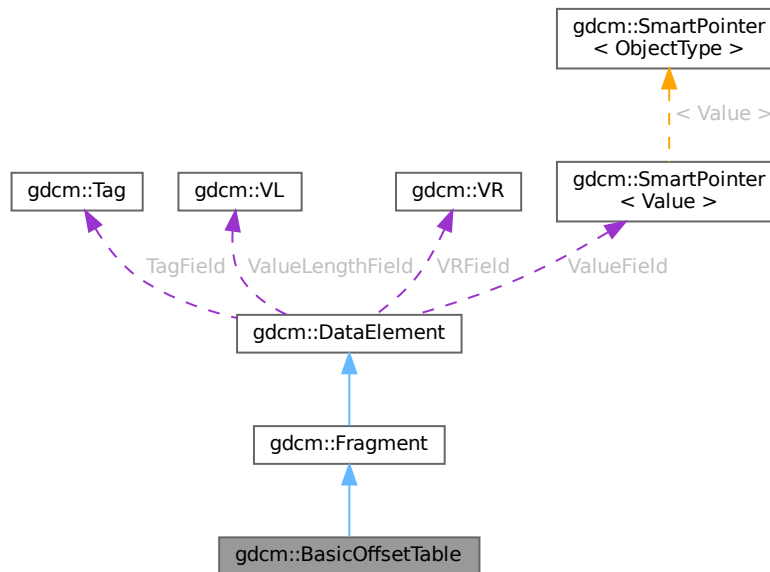 gdcm::SmartPointer
< ObjectType >
< Value >
gdcm::Tag
gdcm::VL
gdcm::VR
gdcm::SmartPointer
< Value >
TagField
ValueLengthField
VRField
ValueField
gdcm::DataElement
gdcm::Fragment
gdcm::BasicOffsetTable